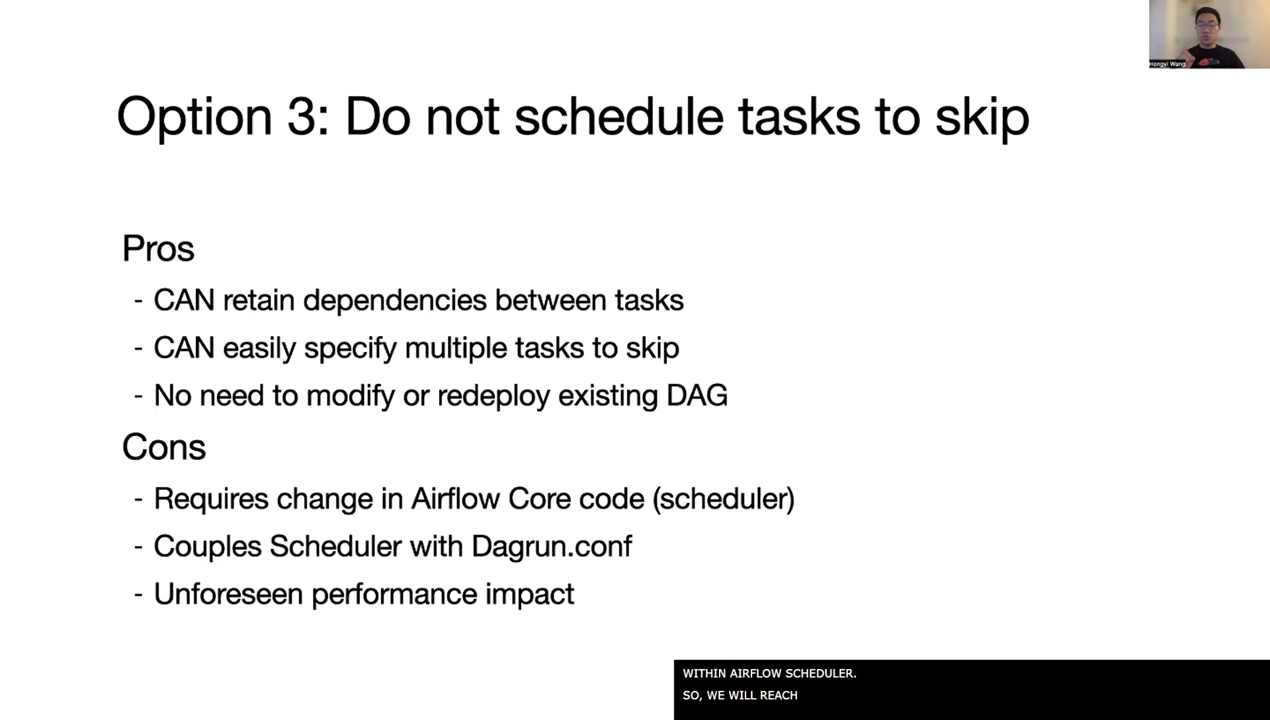 Hongyi Wang
Option 3: Do not schedule tasks to skip
Pros
- CAN retain dependencies between tasks
- CAN easily specify multiple tasks to skip
- No need to modify or redeploy existing DAG
Cons
- Requires change in Airflow Core code (scheduler)
- Couples Scheduler with Dagrun.conf
- Unforeseen performance impact
WITHIN AIRFLOW SCHEDULER.
SO, WE WILL REACH